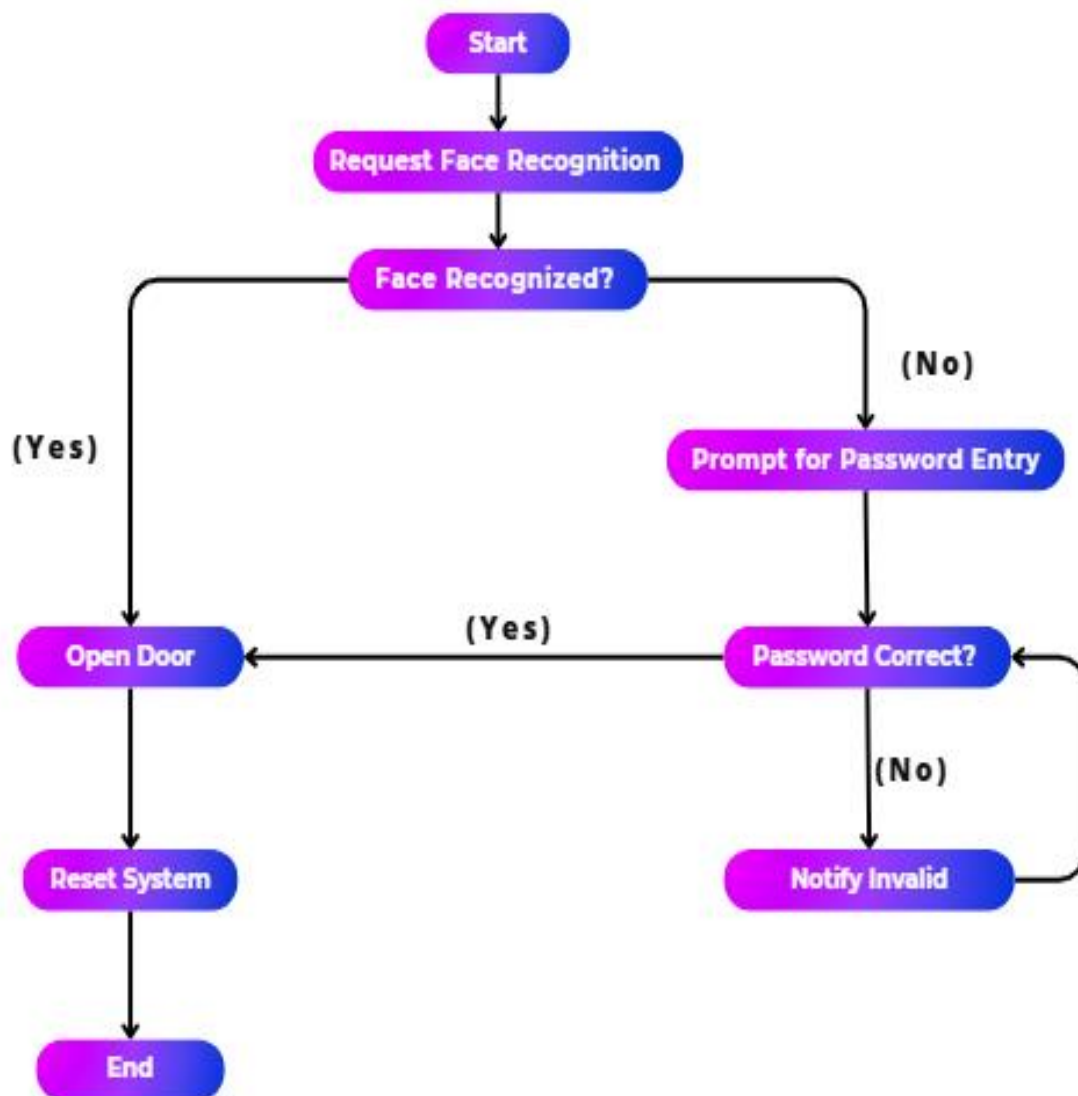 Start
Request Face Recognition
Face Recognized?
(No)
(Yes)
Prompt for Password Entry
(Yes)
Open Door
Password Correct?
(No)
Reset System
Notify Invalid
End